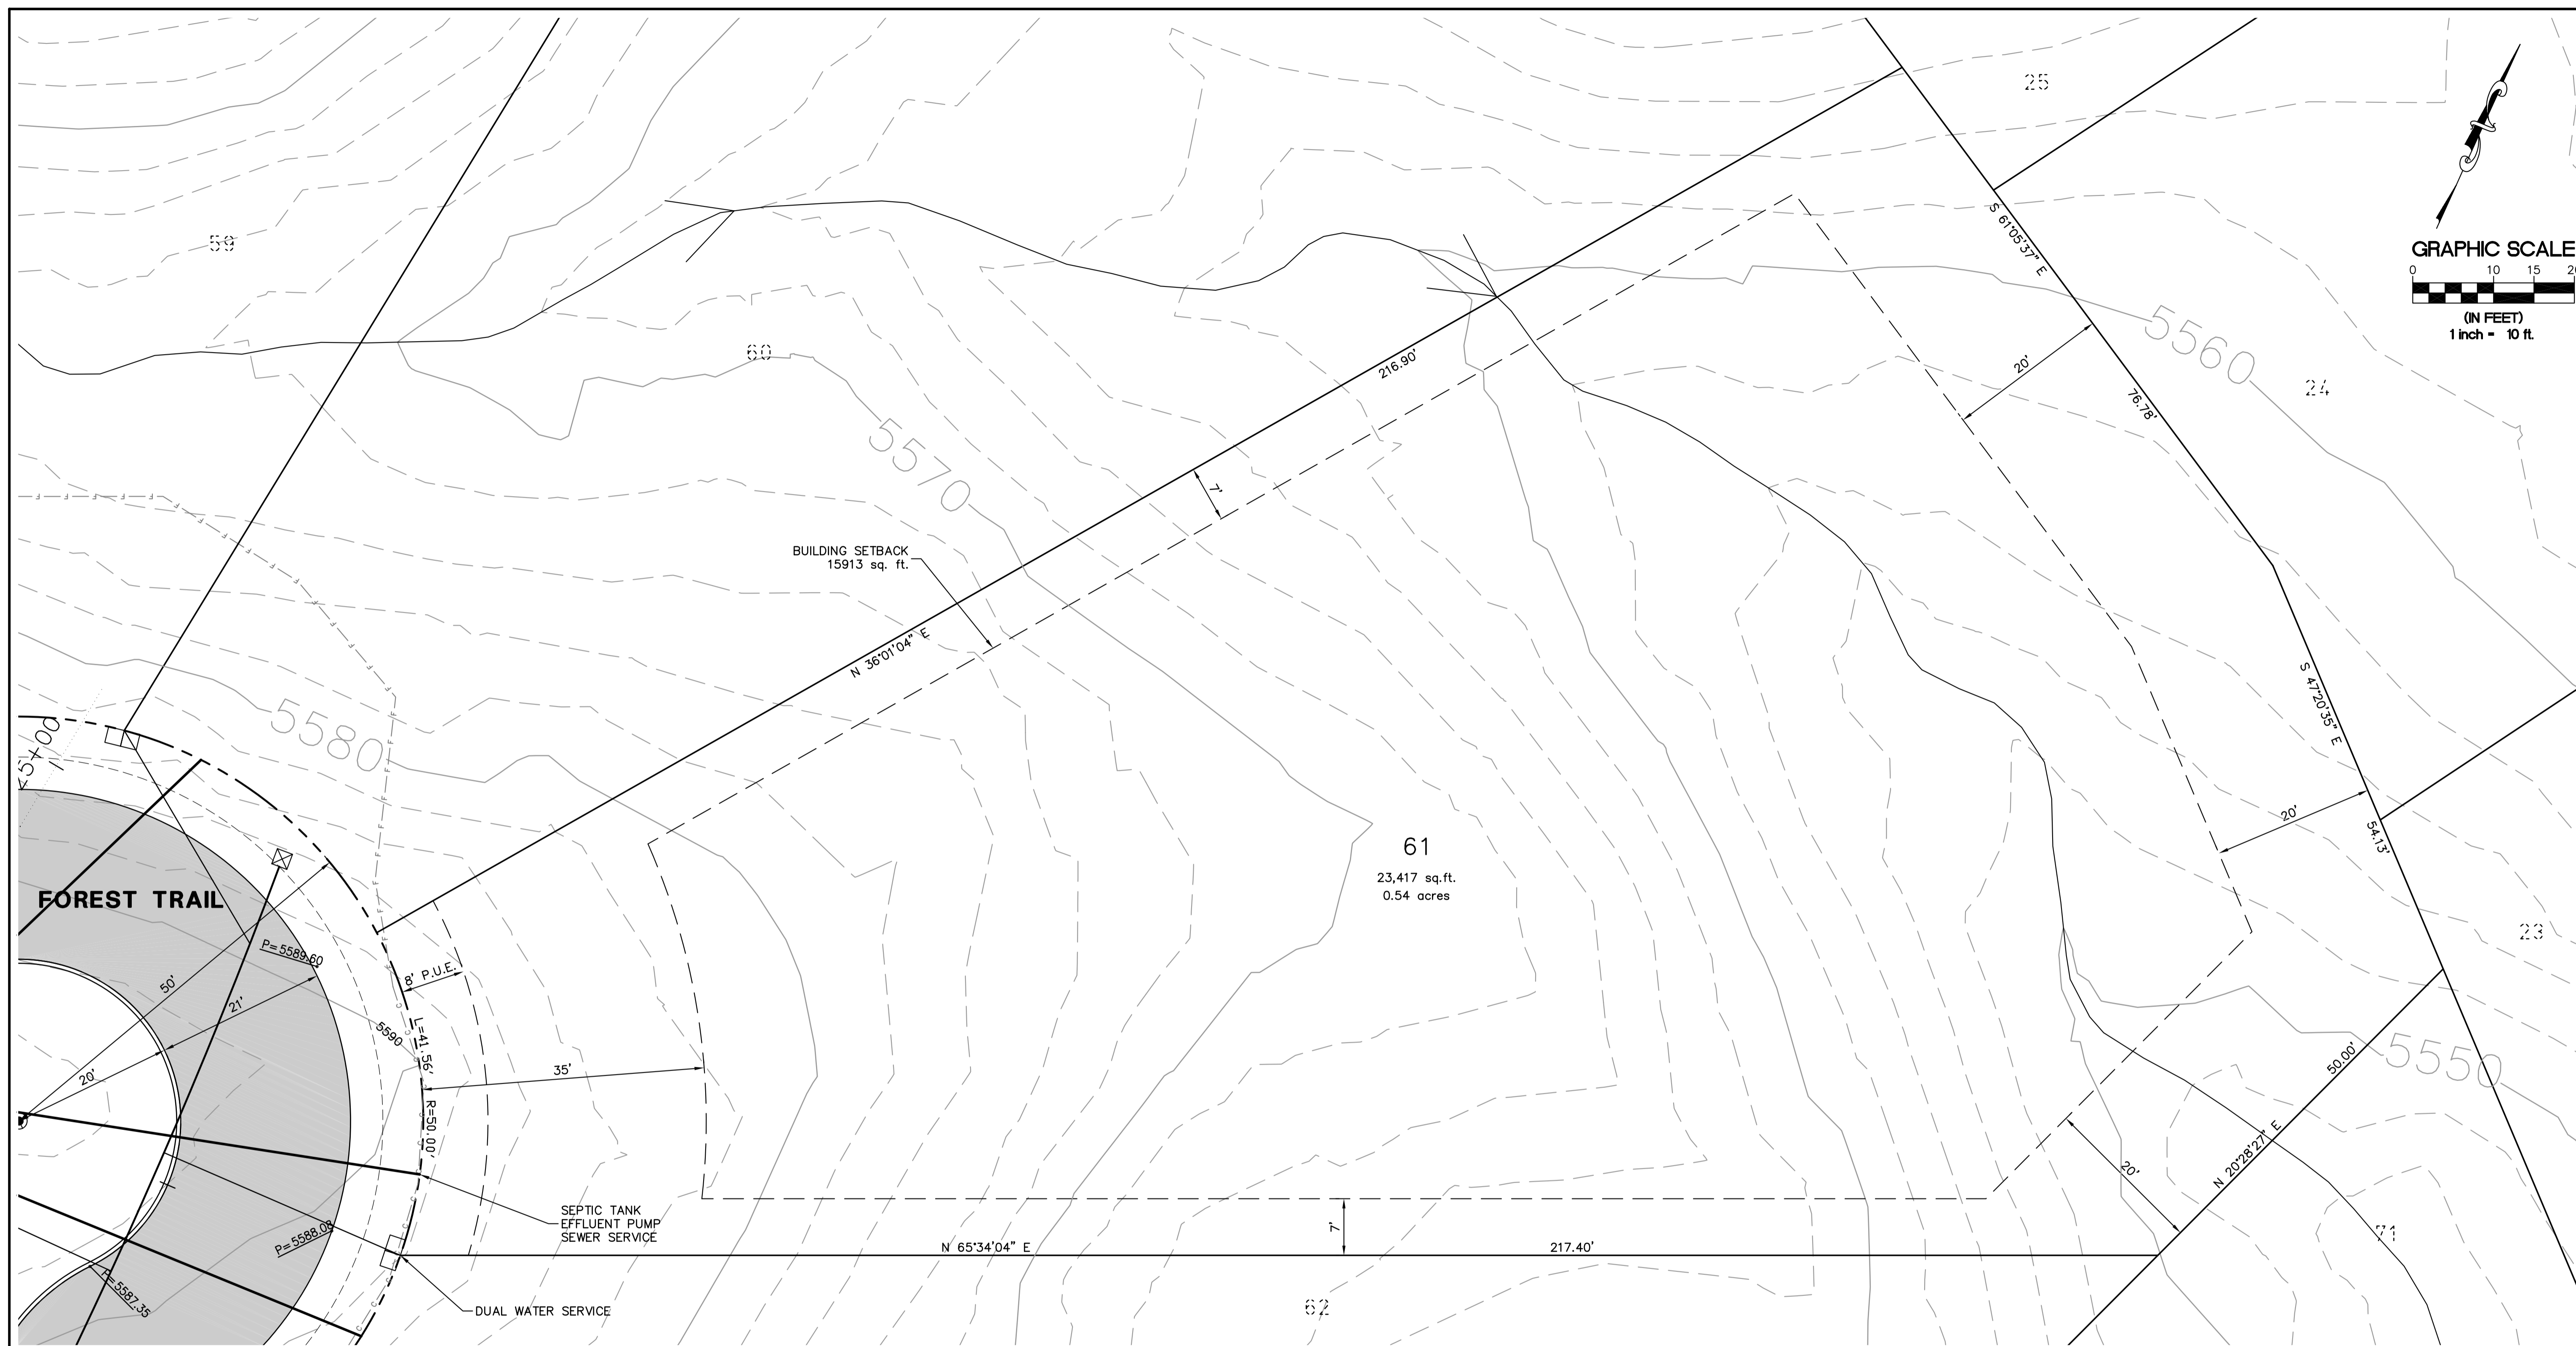 25
GRAPHIC SCALE
0 10 15 20
(IN FEET)
1 inch = 10 ft.
59
S 61°05'37" E
5560
60
216.90'
20'
24
76.78'
5570
7'
BUILDING SETBACK
15913 sq. ft.
N 36°01'04" E
S 47°20'35" E
5580
25+00
20'
54.13'
61
23,417 sq.ft.
0.54 acres
FOREST TRAIL
23
P=5589.60
8' P.U.E.
50'
21'
5590
L=41.56'
R=50.00'
20'
35'
50.00'
5550
N 20°28'27" E
20'
SEPTIC TANK
EFFLUENT PUMP
SEWER SERVICE
P=5588.08
7'
71
N 65°34'04" E
217.40'
P=5587.35
DUAL WATER SERVICE
62